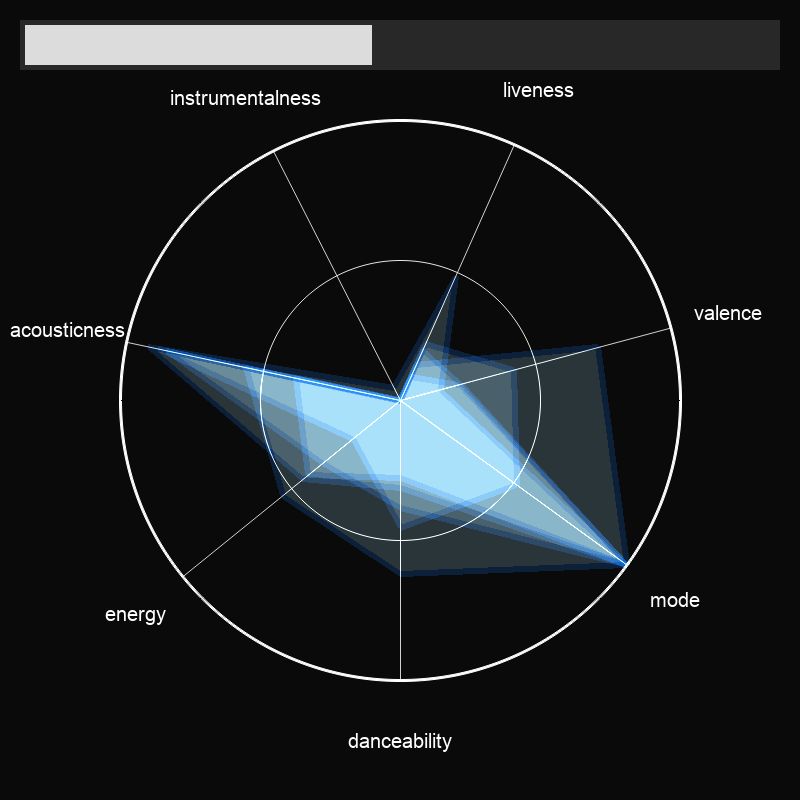 liveness
instrumentalness
valence
acousticness
mode
energy
danceability